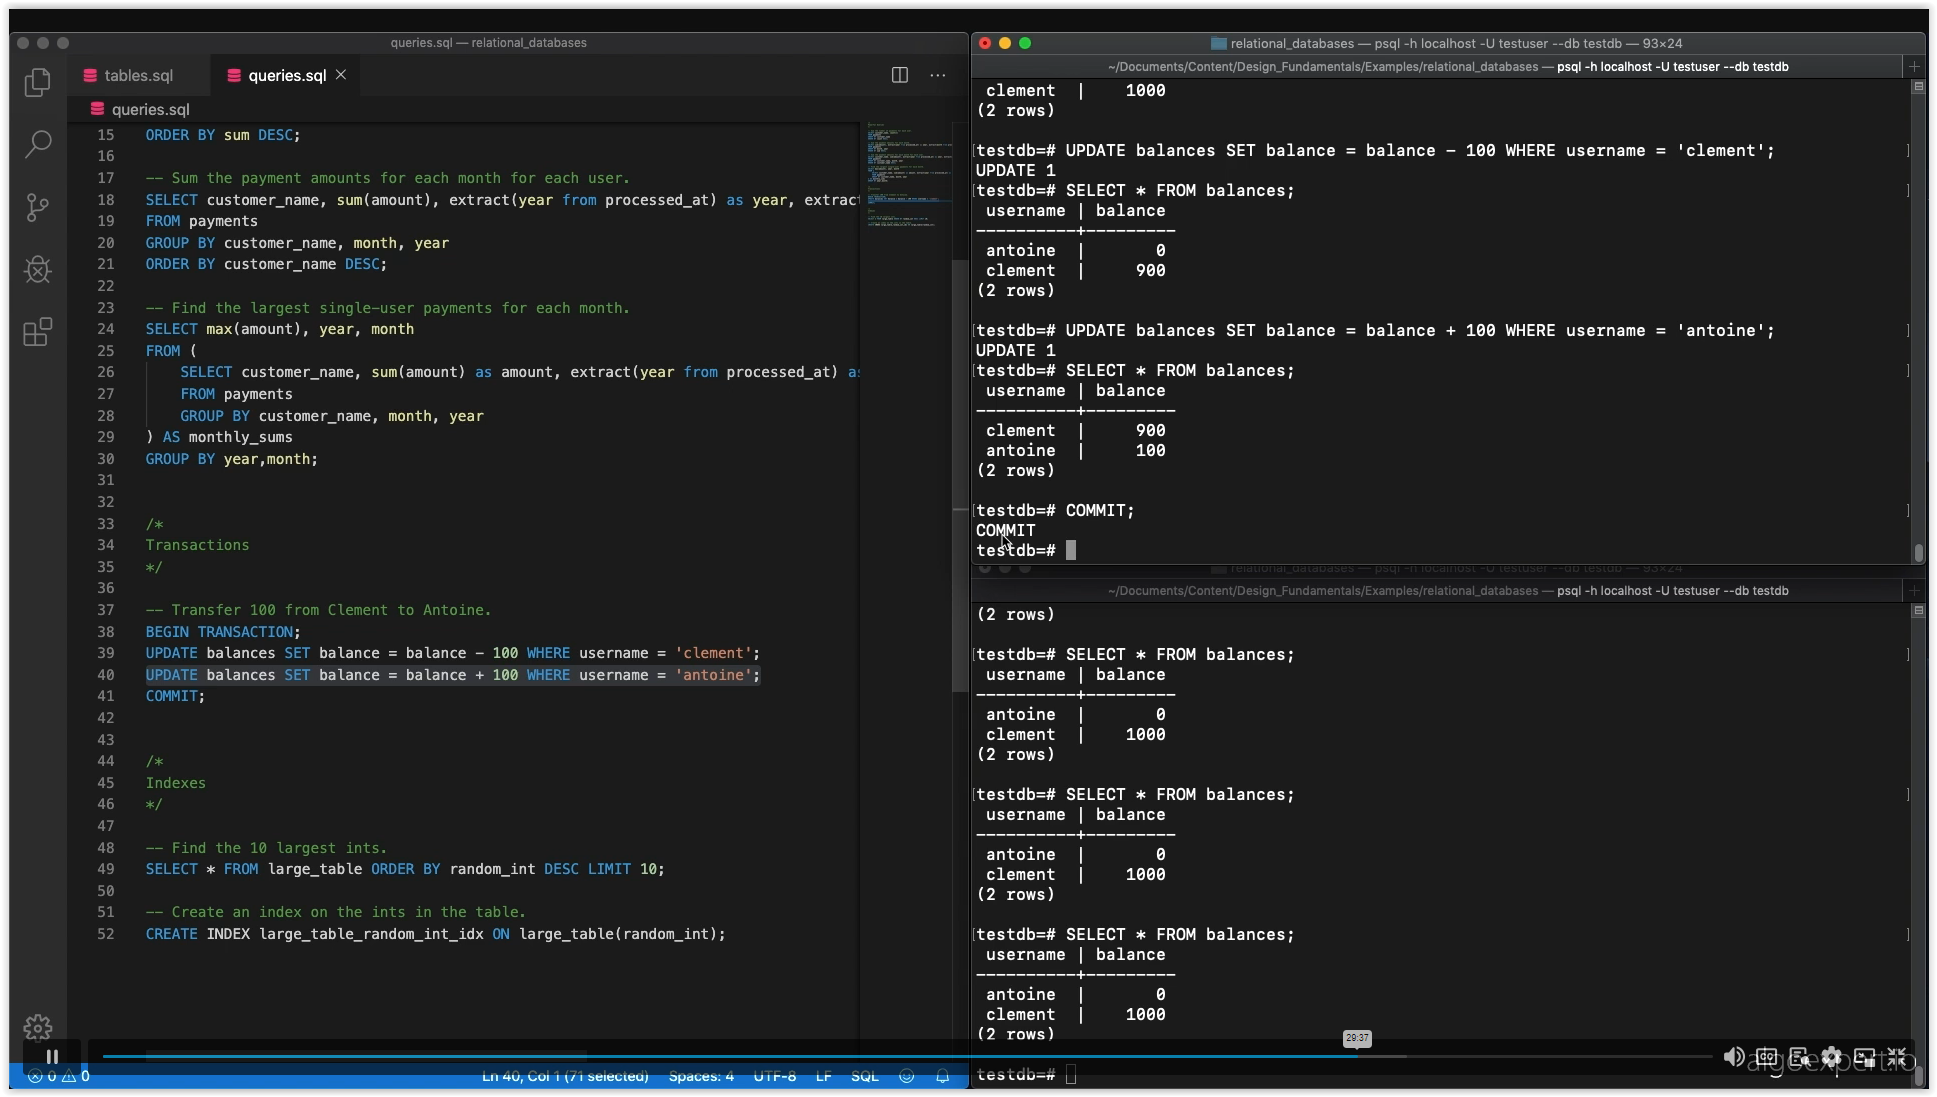 queries.sql — relational_databases
tables.sql
queries.sql
queries.sql
15 ORDER BY sum DESC;
16
17 -- Sum the payment amounts for each month for each user.
18 SELECT customer_name, sum(amount), extract(year from processed_at) as year, extract
19 FROM payments
20 GROUP BY customer_name, month, year
21 ORDER BY customer_name DESC;
22
23 -- Find the largest single-user payments for each month.
24 SELECT max(amount), year, month
25 FROM (
26 SELECT customer_name, sum(amount) as amount, extract(year from processed_at) as
27 FROM payments
28 GROUP BY customer_name, month, year
29 ) AS monthly_sums
30 GROUP BY year,month;
31
32
33 /*
34 Transactions
35 */
36
37 -- Transfer 100 from Clement to Antoine.
38 BEGIN TRANSACTION;
39 UPDATE balances SET balance = balance - 100 WHERE username = 'clement';
40 UPDATE balances SET balance = balance + 100 WHERE username = 'antoine';
41 COMMIT;
42
43
44 /*
45 Indexes
46 */
47
48 -- Find the 10 largest ints.
49 SELECT * FROM large_table ORDER BY random_int DESC LIMIT 10;
50
51 -- Create an index on the ints in the table.
52 CREATE INDEX large_table_random_int_idx ON large_table(random_int);
0 0
Ln 40, Col 1 (71 selected) Spaces: 4 UTF-8 LF SQL
relational_databases — psql -h localhost -U testuser --db testdb — 93×24
~/Documents/Content/Design_Fundamentals/Examples/relational_databases — psql -h localhost -U testuser --db testdb
clement | 1000
(2 rows)
[testdb=# UPDATE balances SET balance = balance - 100 WHERE username = 'clement'; ]
UPDATE 1
[testdb=# SELECT * FROM balances; ]
username | balance
----------+---------
antoine | 0
clement | 900
(2 rows)
[testdb=# UPDATE balances SET balance = balance + 100 WHERE username = 'antoine'; ]
UPDATE 1
[testdb=# SELECT * FROM balances; ]
username | balance
----------+---------
clement | 900
antoine | 100
(2 rows)
[testdb=# COMMIT; ]
COMMIT
testdb=#
relational_databases — psql -h localhost -U testuser --db testdb — 93×24
~/Documents/Content/Design_Fundamentals/Examples/relational_databases — psql -h localhost -U testuser --db testdb
(2 rows)
[testdb=# SELECT * FROM balances; ]
username | balance
----------+---------
antoine | 0
clement | 1000
(2 rows)
[testdb=# SELECT * FROM balances; ]
username | balance
----------+---------
antoine | 0
clement | 1000
(2 rows)
[testdb=# SELECT * FROM balances; ]
username | balance
----------+---------
antoine | 0
clement | 1000
(2 rows)
29:37
algoexpert.io
testdb=#